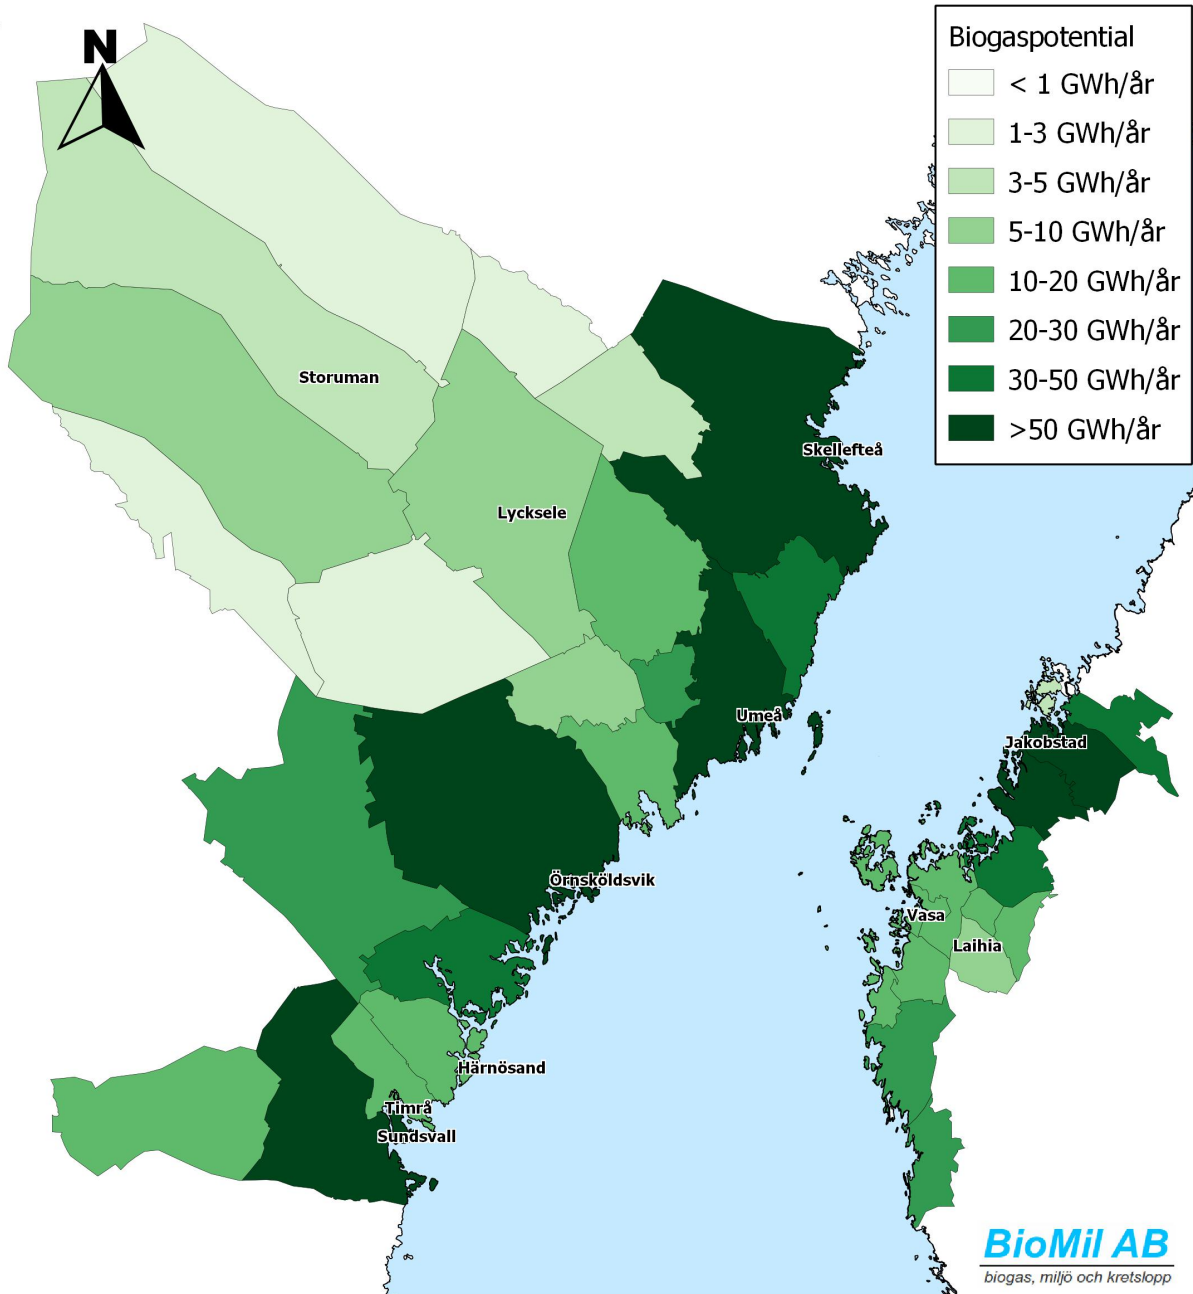 N
Biogaspotential
< 1 GWh/år
1-3 GWh/år
3-5 GWh/år
5-10 GWh/år
10-20 GWh/år
20-30 GWh/år
30-50 GWh/år
>50 GWh/år
Storuman
Skellefteå
Lycksele
Umeå
Jakobstad
Örnsköldsvik
Vasa
Laihia
Härnösand
Timrå
Sundsvall
BioMil AB
biogas, miljö och kretslopp